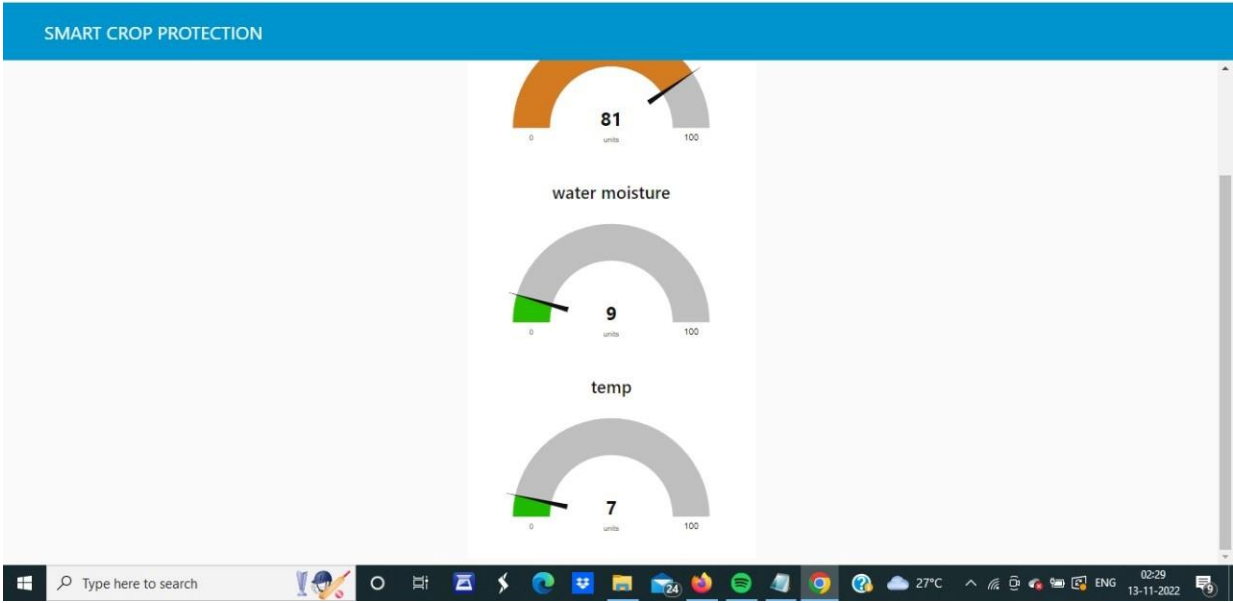 SMART CROP PROTECTION
81
0 units 100
water moisture
9
0 units 100
temp
7
0 units 100
Type here to search
24
27°C
ENG
02:29
13-11-2022
9